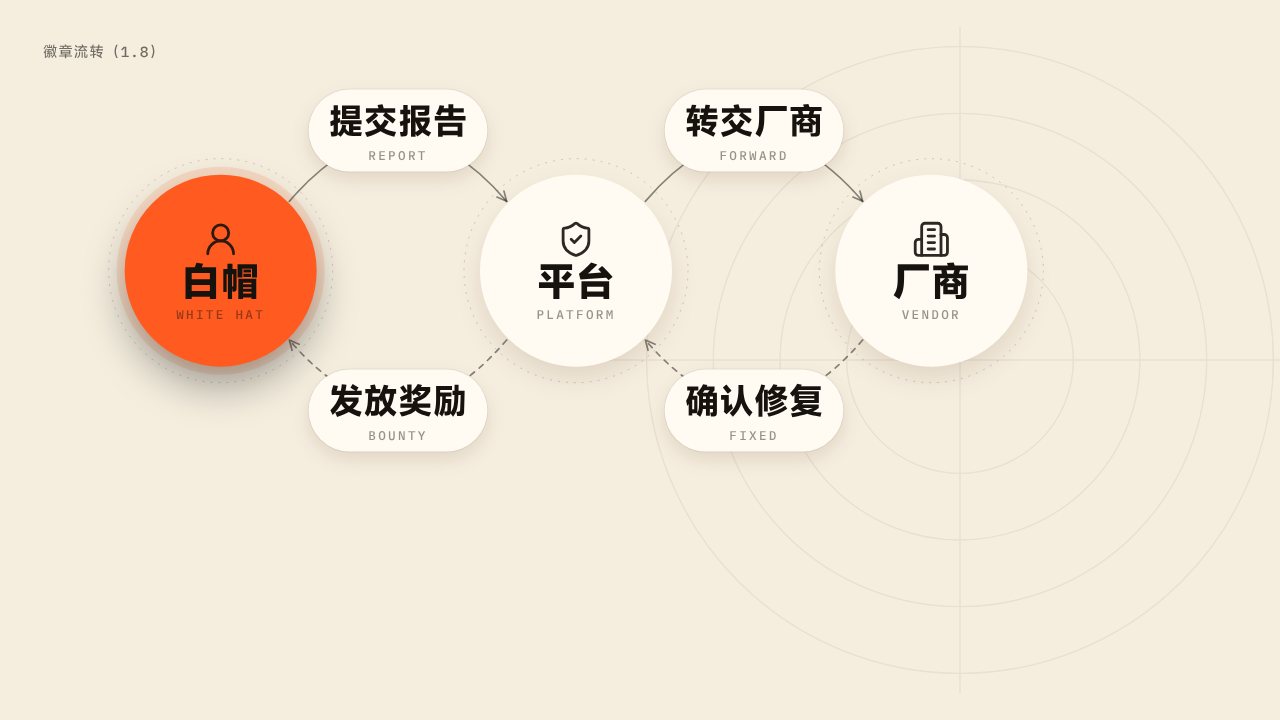 徽章流转 (1.8)
提交报告
REPORT
转交厂商
FORWARD
白帽
WHITE HAT
平台
PLATFORM
厂商
VENDOR
发放奖励
BOUNTY
确认修复
FIXED